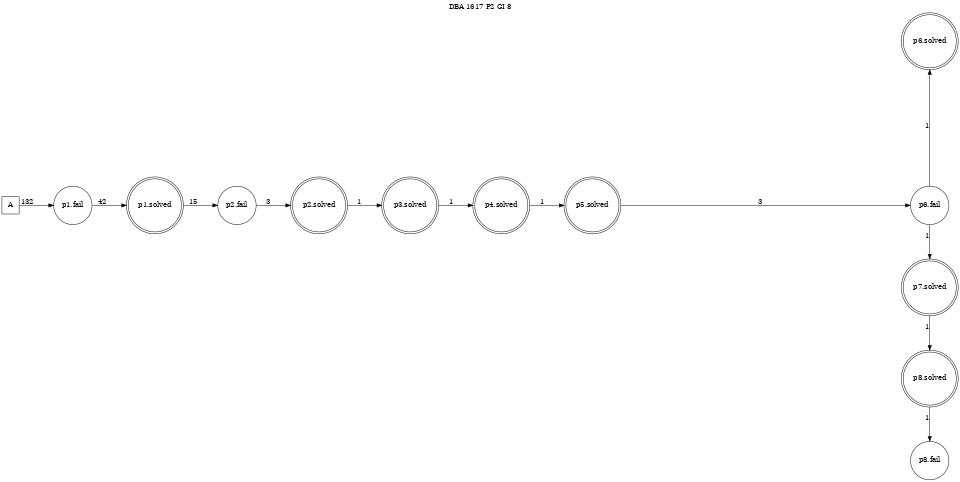 DBA 1617 P2 GI 8
p6.solved
1
A
132
p1.fail
42
p1.solved
15
p2.fail
3
p2.solved
1
p3.solved
1
p4.solved
1
p5.solved
3
p6.fail
1
p7.solved
1
p8.solved
1
p8.fail